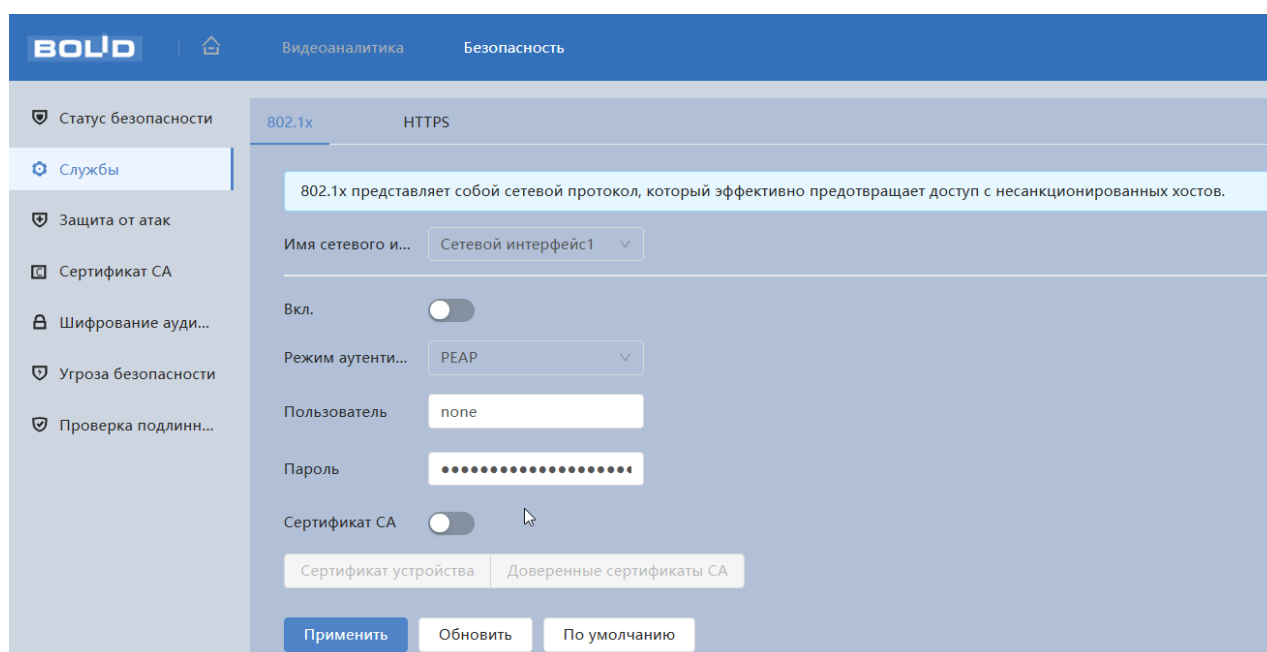 BOLID
Видеоаналитика
Безопасность
Статус безопасности
Службы
Защита от атак
Сертификат CA
Шифрование ауди...
Угроза безопасности
Проверка подлинн...
802.1x
HTTPS
802.1x представляет собой сетевой протокол, который эффективно предотвращает доступ с несанкционированных хостов.
Имя сетевого и... Сетевой интерфейс1
Вкл.
Режим аутенти... PEAP
Пользователь none
Пароль ••••••••••••••••••••
Сертификат CA
Сертификат устройства Доверенные сертификаты CA
Применить Обновить По умолчанию